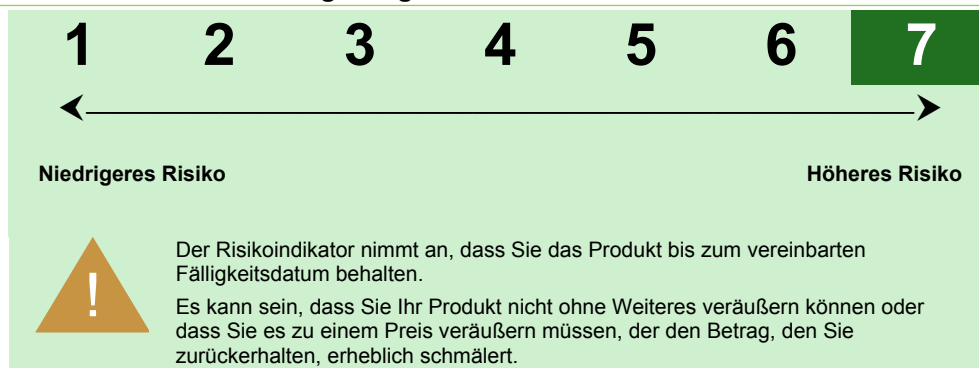 1 2 3 4 5 6 7
Niedrigeres Risiko Höheres Risiko
!
Der Risikoindikator nimmt an, dass Sie das Produkt bis zum vereinbarten
Fälligkeitsdatum behalten.
Es kann sein, dass Sie Ihr Produkt nicht ohne Weiteres veräußern können oder
dass Sie es zu einem Preis veräußern müssen, der den Betrag, den Sie
zurückerhalten, erheblich schmälert.